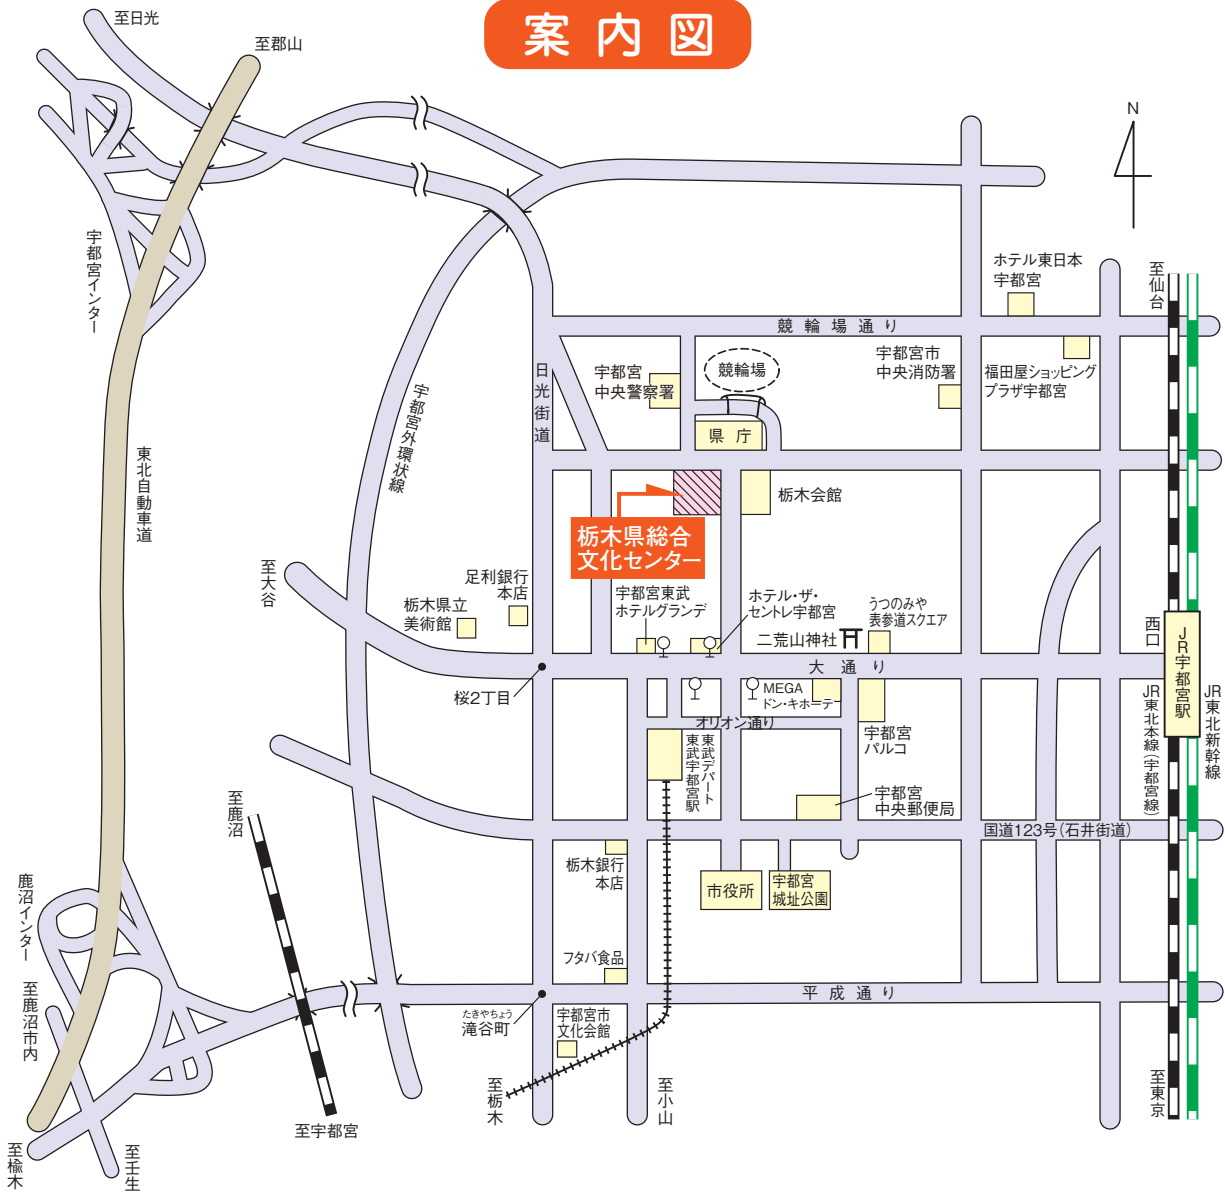 案内図
至日光
至郡山
N
宇都宮インター
ホテル東日本
宇都宮
至仙台
競輪場通り
日光街道
宇都宮
中央警察署
競輪場
宇都宮市
中央消防署
福田屋ショッピング
プラザ宇都宮
宇都宮外環状線
県庁
東北自動車道
栃木会館
栃木県総合
文化センター
至大谷
足利銀行
本店
栃木県立
美術館
宇都宮東武
ホテルグランデ
ホテル・ザ・
セントレ宇都宮
うつのみや
表参道スクエア
二荒山神社
西口
JR宇都宮駅
大通り
桜2丁目
MEGA
ドン・キホーテ
オリオン通り
宇都宮
パルコ
JR東北本線(宇都宮線)
JR東北新幹線
東武デパート
東武宇都宮駅
至鹿沼
宇都宮
中央郵便局
国道123号(石井街道)
栃木銀行
本店
市役所
宇都宮
城址公園
鹿沼インター
フタバ食品
至鹿沼市内
平成通り
たきやちょう
滝谷町
宇都宮市
文化会館
至栃木
至小山
至東京
至宇都宮
至楡木
至壬生